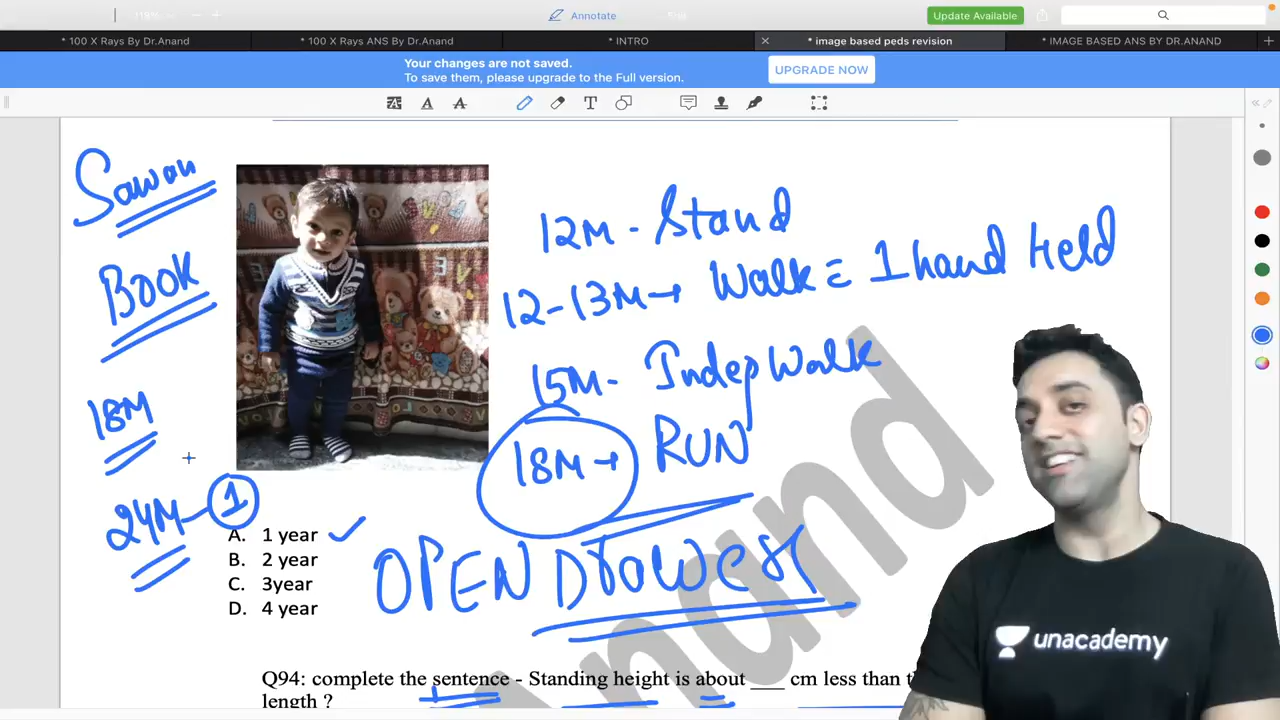 Annotate
Update Available
* 100 X Rays By Dr.Anand
* 100 X Rays ANS By Dr.Anand
* INTRO
* image based peds revision
* IMAGE BASED ANS BY DR.ANAND
Your changes are not saved.
To save them, please upgrade to the Full version.
UPGRADE NOW
Sawan
Book
18M
24M - 1
12M - Stand
12-13M → Walk = 1 hand Held
15M - Indep Walk
18M → RUN
OPEN Drawers
A. 1 year
B. 2 year
C. 3year
D. 4 year
Anand
unacademy
Q94: complete the sentence - Standing height is about ___ cm less than
length ?